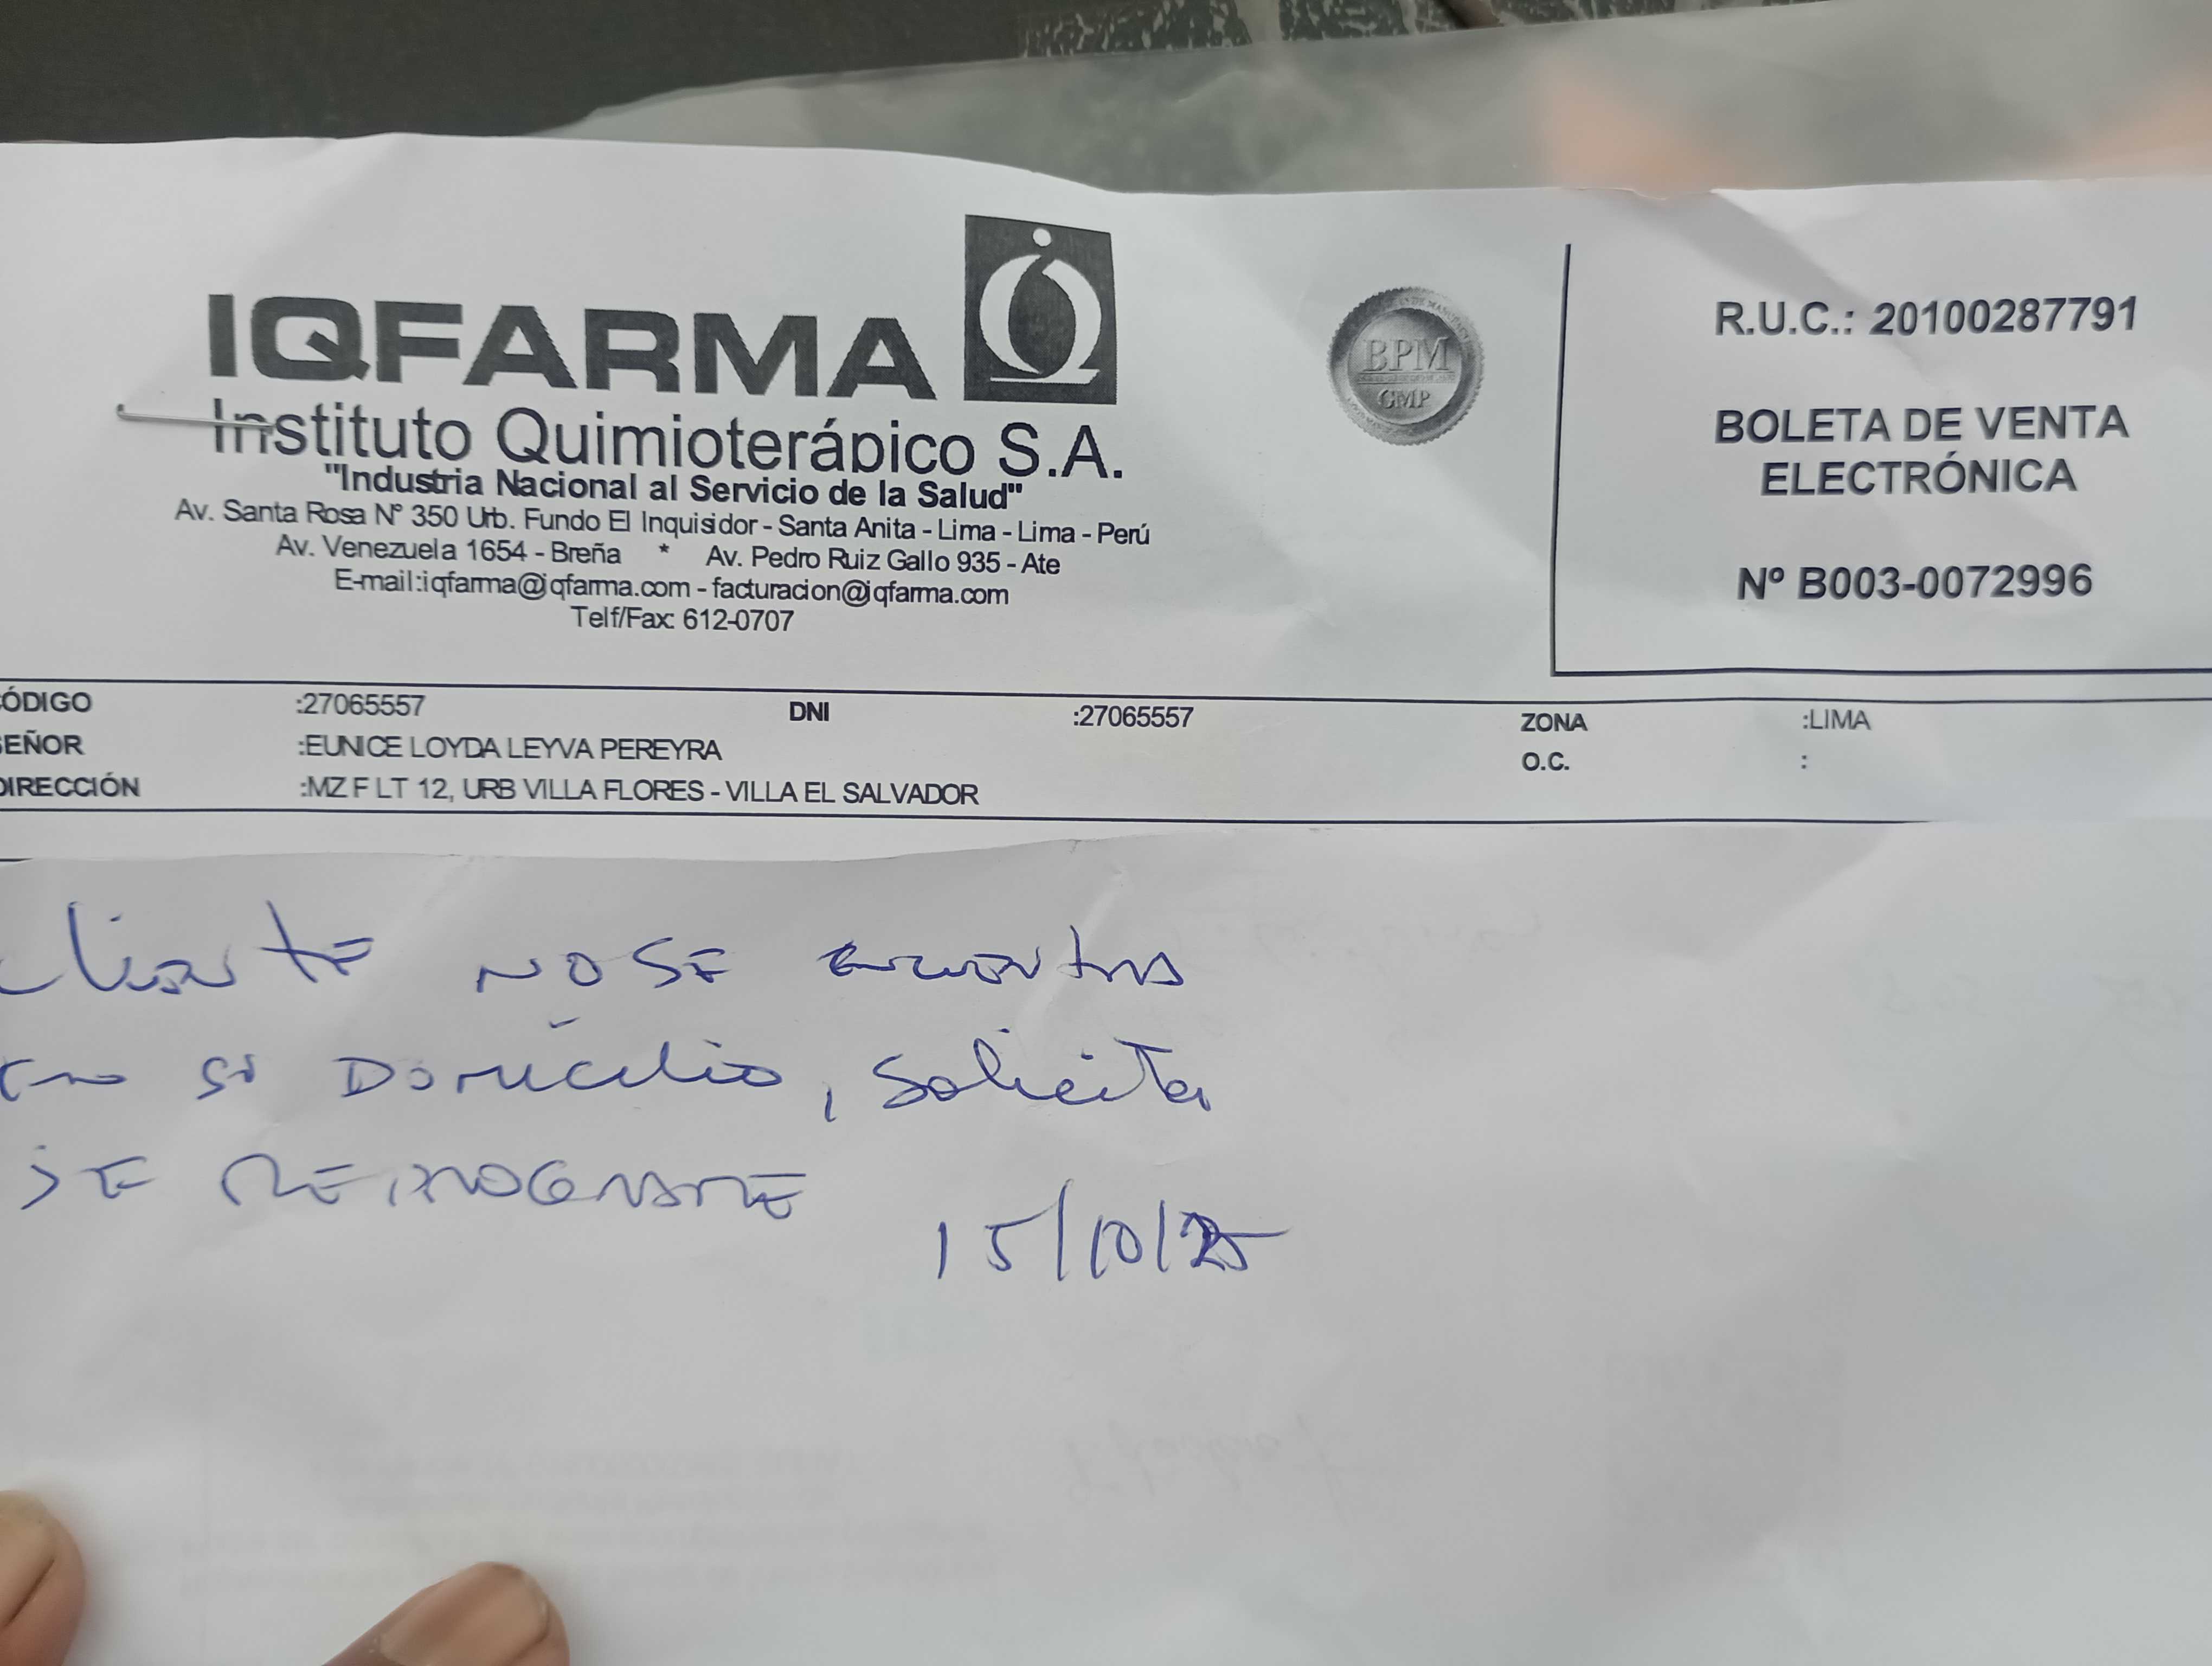 IQFARMA
Instituto Quimioterápico S.A.
"Industria Nacional al Servicio de la Salud"
Av. Santa Rosa Nº 350 Urb. Fundo El Inquisidor - Santa Anita - Lima - Lima - Perú
Av. Venezuela 1654 - Breña * Av. Pedro Ruiz Gallo 935 - Ate
E-mail:iqfarma@iqfarma.com - facturacion@iqfarma.com
Telf/Fax: 612-0707
BPM
GMP
R.U.C.: 20100287791
BOLETA DE VENTA
ELECTRÓNICA
Nº B003-0072996
ÓDIGO :27065557 DNI :27065557 ZONA :LIMA
SEÑOR :EUNICE LOYDA LEYVA PEREYRA O.C. :
DIRECCIÓN :MZ F LT 12, URB VILLA FLORES - VILLA EL SALVADOR
Cliente NO SE encuentra
en su Domicilio, Solicita
SE REPROGRAME
15/10/25